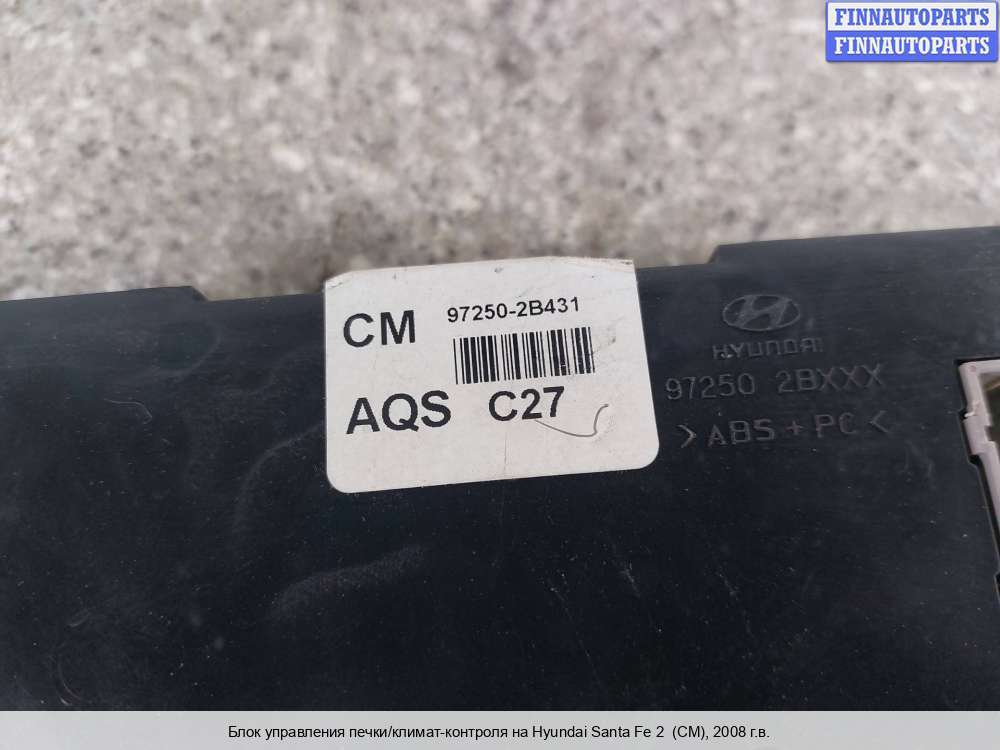 FINNAUTOPARTS
FINNAUTOPARTS
CM 97250-2B431
AQS C27
HYUNDAI
97250 2BXXX
>ABS+PC<
Блок управления печки/климат-контроля на Hyundai Santa Fe 2 (CM), 2008 г.в.